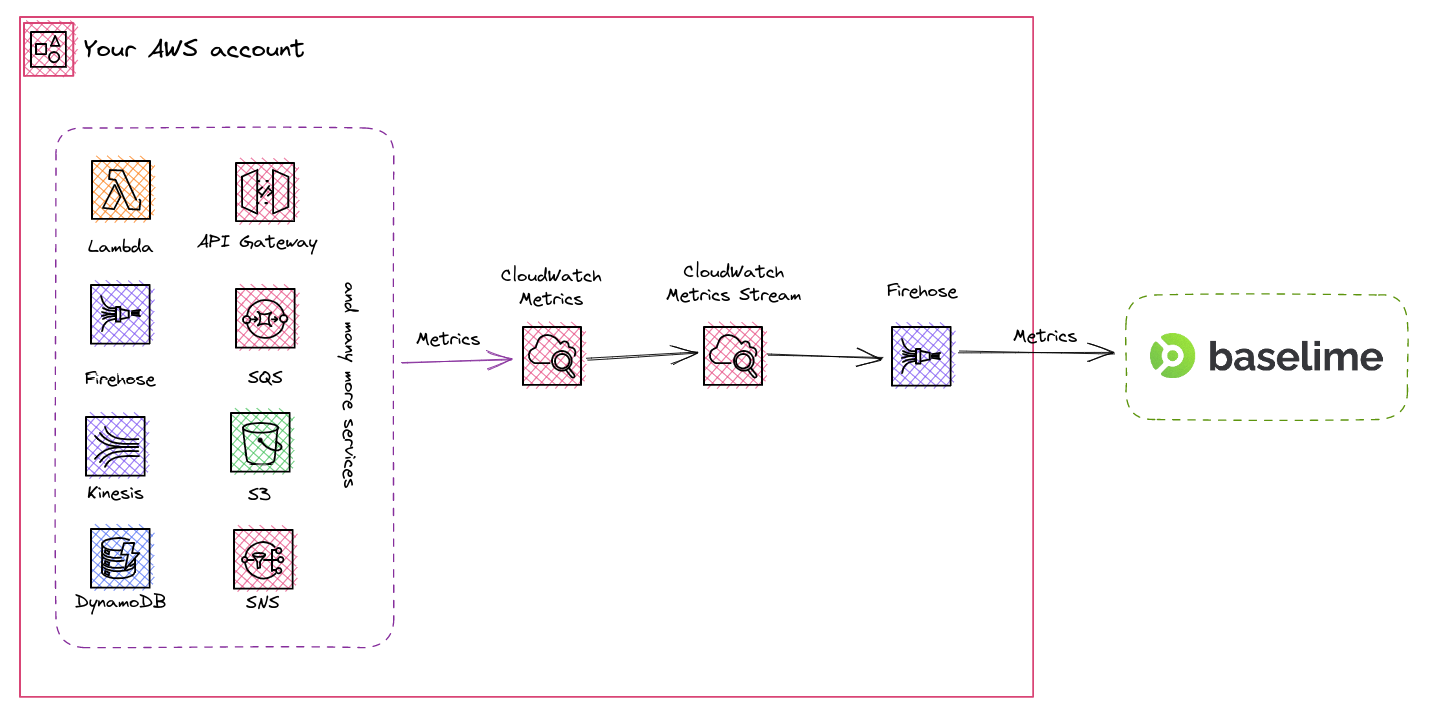 Your AWS account
Lambda
API Gateway
Firehose
SQS
Kinesis
S3
DynamoDB
SNS
and many more services
Metrics
CloudWatch
Metrics
CloudWatch
Metrics Stream
Firehose
Metrics
baselime